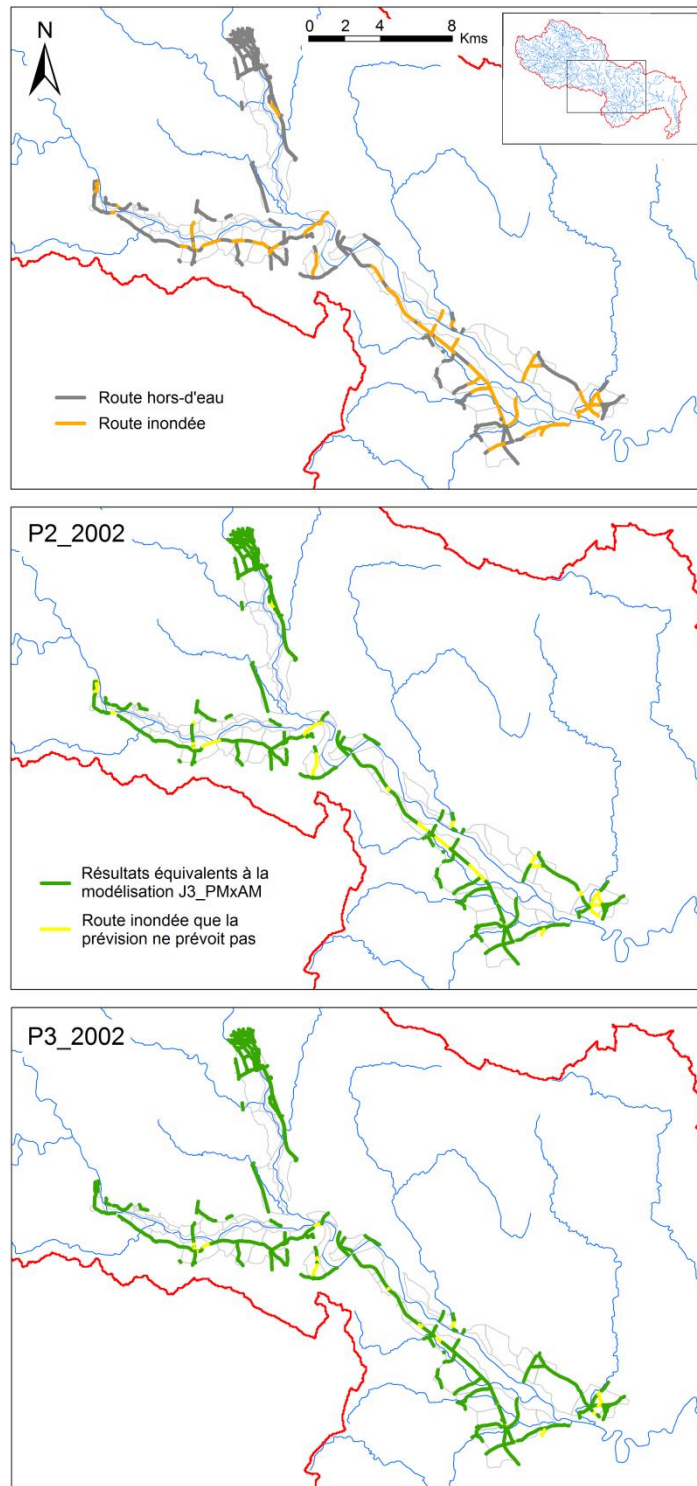 N
0 2 4 8
Kms
Route hors-d'eau
Route inondée
P2_2002
Résultats équivalents à la
modélisation J3_PMxAM
Route inondée que la
prévision ne prévoit pas
P3_2002